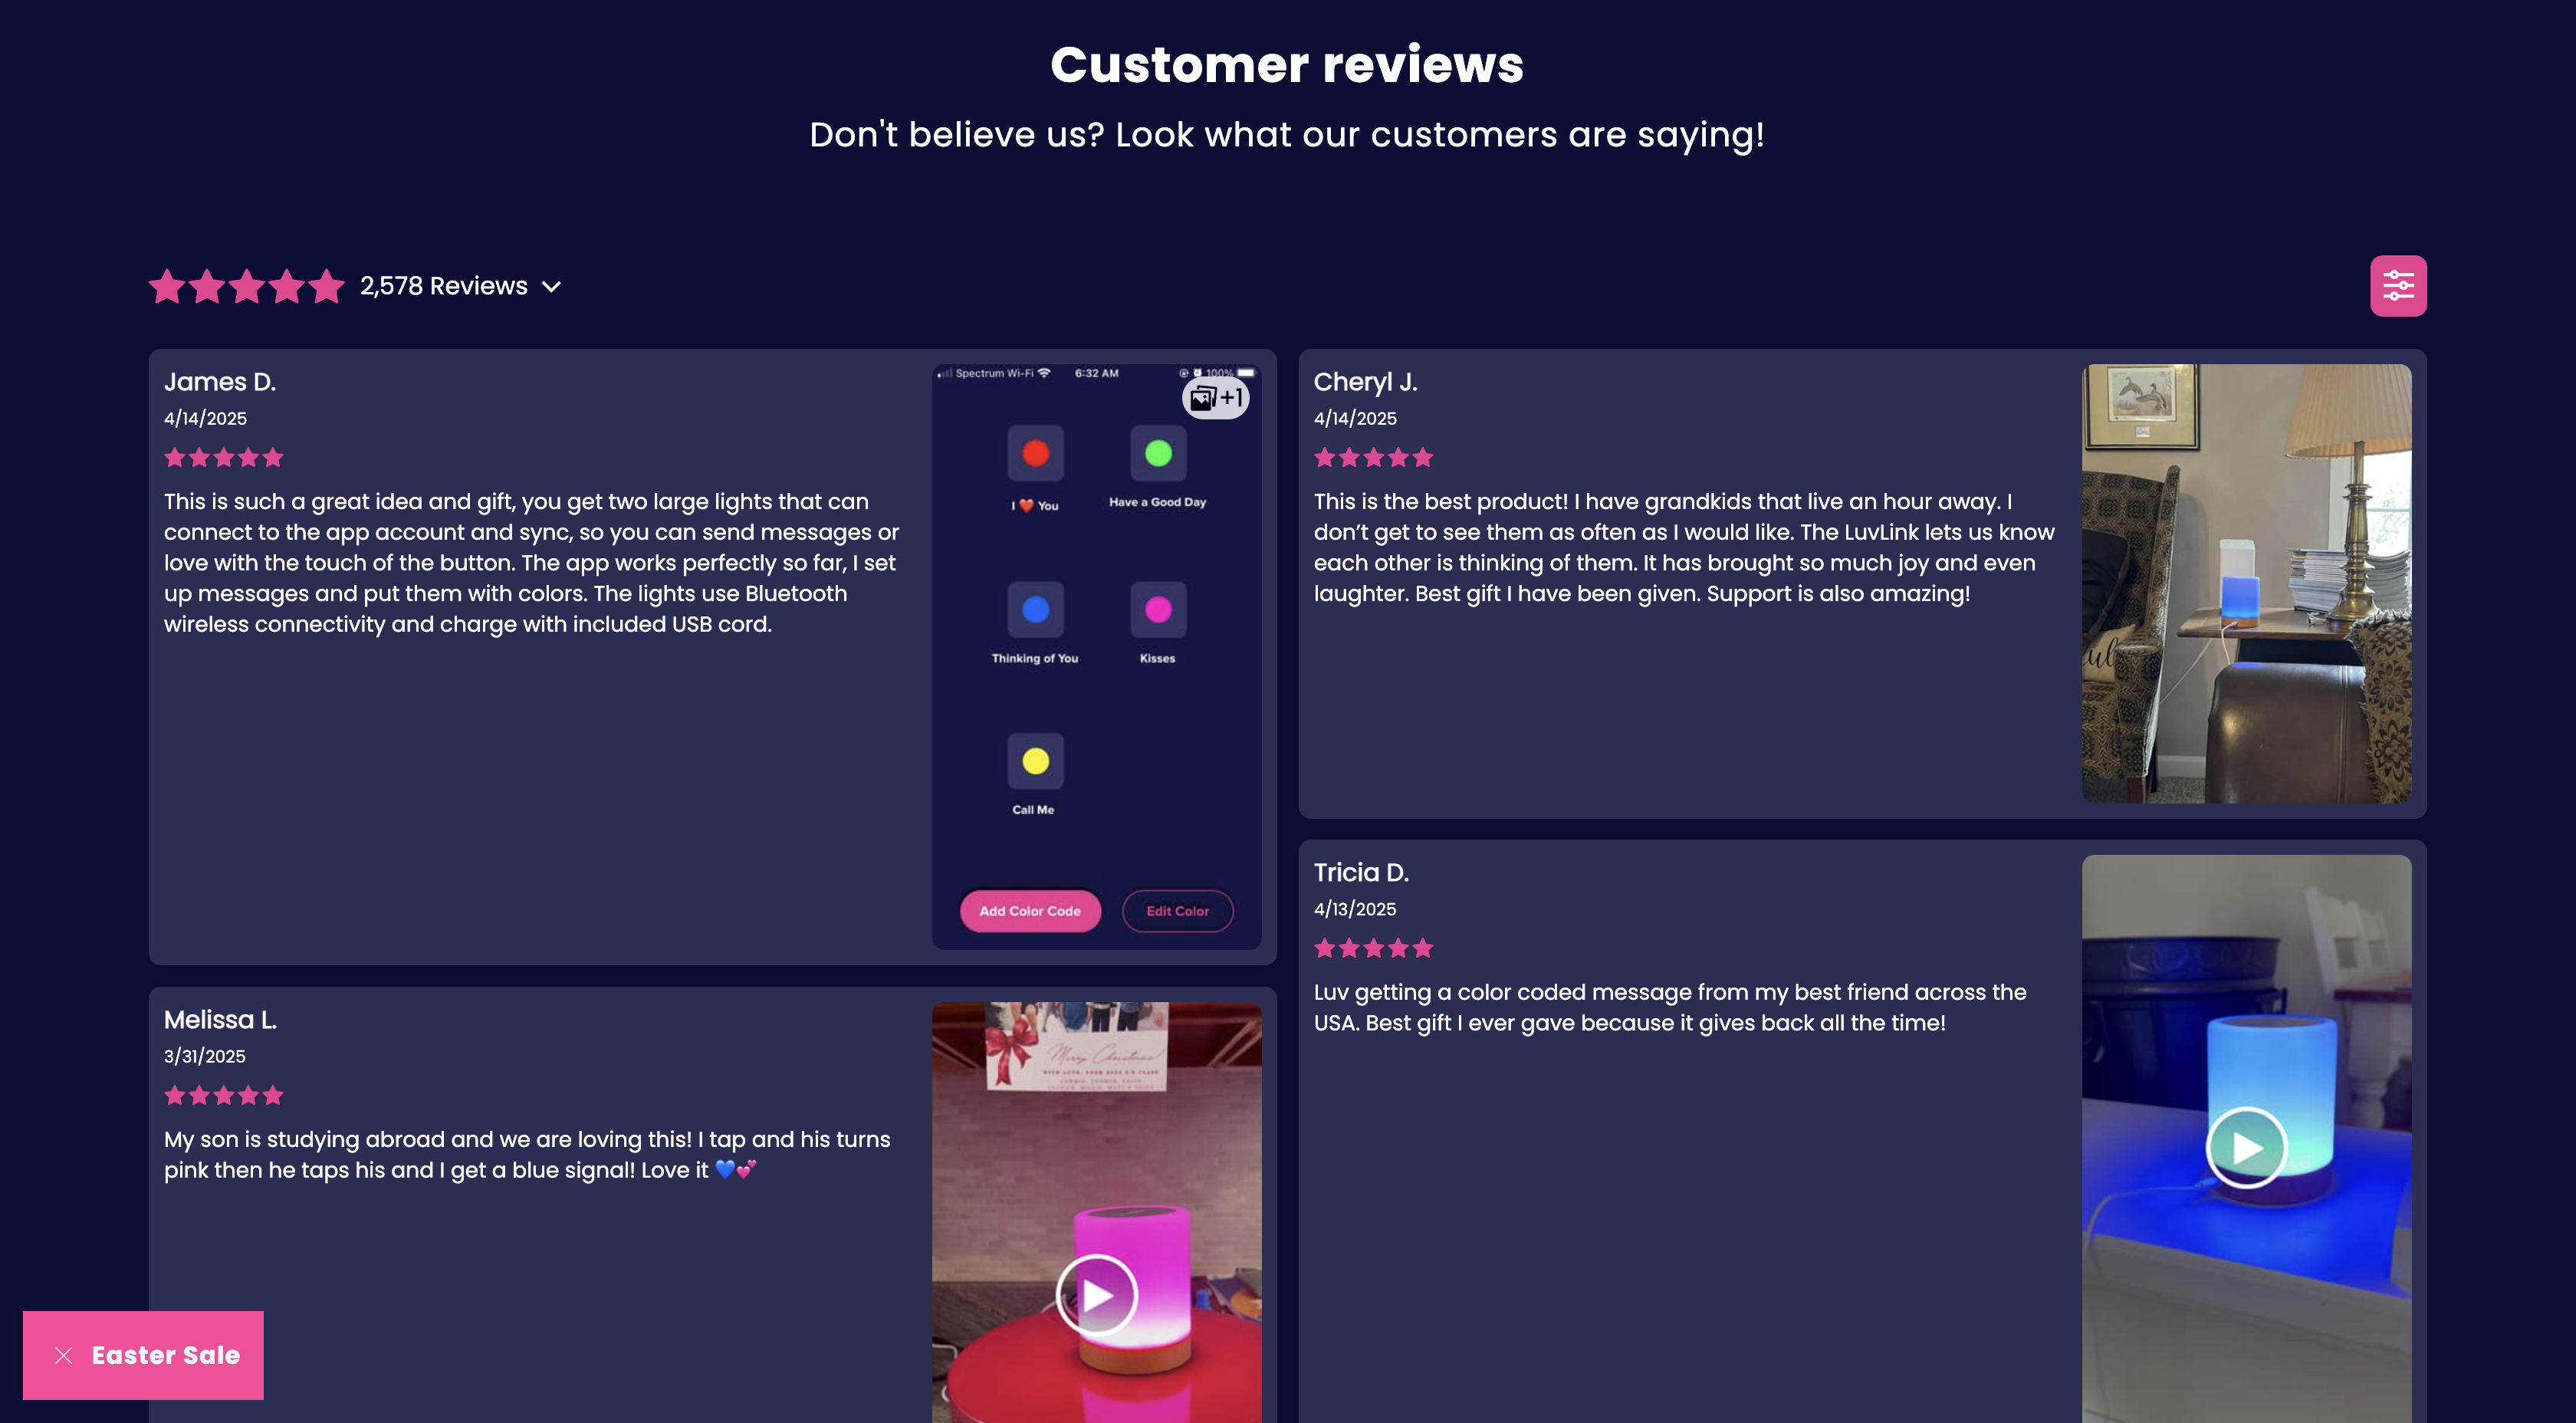 Customer reviews
Don't believe us? Look what our customers are saying!
2,578 Reviews
James D.
4/14/2025
This is such a great idea and gift, you get two large lights that can
connect to the app account and sync, so you can send messages or
love with the touch of the button. The app works perfectly so far, I set
up messages and put them with colors. The lights use Bluetooth
wireless connectivity and charge with included USB cord.
Spectrum Wi-Fi 6:32 AM 100%
+1
I ❤️ You
Have a Good Day
Thinking of You
Kisses
Call Me
Add Color Code
Edit Color
Cheryl J.
4/14/2025
This is the best product! I have grandkids that live an hour away. I
don’t get to see them as often as I would like. The LuvLink lets us know
each other is thinking of them. It has brought so much joy and even
laughter. Best gift I have been given. Support is also amazing!
Melissa L.
3/31/2025
My son is studying abroad and we are loving this! I tap and his turns
pink then he taps his and I get a blue signal! Love it 💙💕
Merry Christmas
Tricia D.
4/13/2025
Luv getting a color coded message from my best friend across the
USA. Best gift I ever gave because it gives back all the time!
Easter Sale